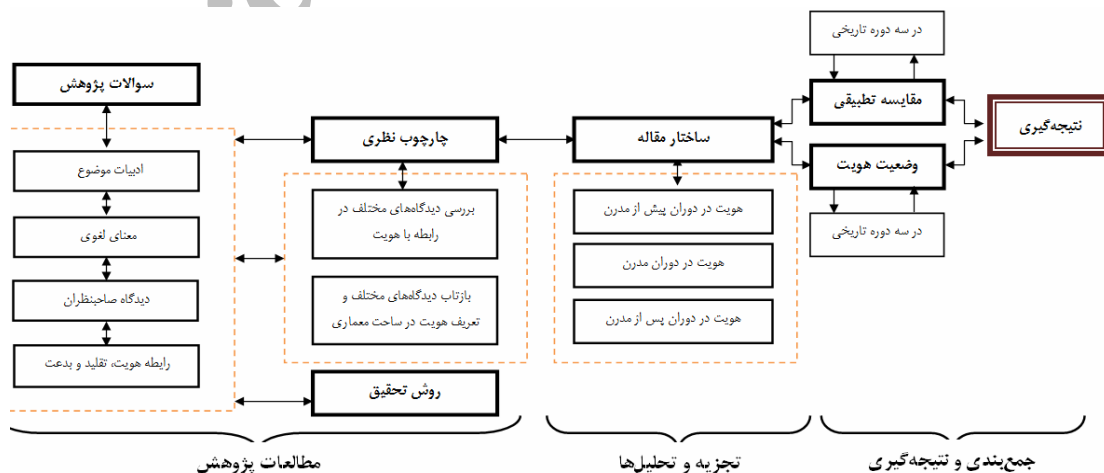 سوالات پژوهش
ادبیات موضوع
معنای لغوی
دیدگاه صاحبنظران
رابطه هویت، تقلید و بدعت
چارچوب نظری
بررسی دیدگاه‌های مختلف در
رابطه با هویت
بازتاب دیدگاه‌های مختلف و
تعریف هویت در ساحت معماری
روش تحقیق
ساختار مقاله
هویت در دوران پیش از مدرن
هویت در دوران مدرن
هویت در دوران پس از مدرن
در سه دوره تاریخی
مقایسه تطبیقی
وضعیت هویت
در سه دوره تاریخی
نتیجه‌گیری
مطالعات پژوهش
تجزیه و تحلیل‌ها
جمع‌بندی و نتیجه‌گیری